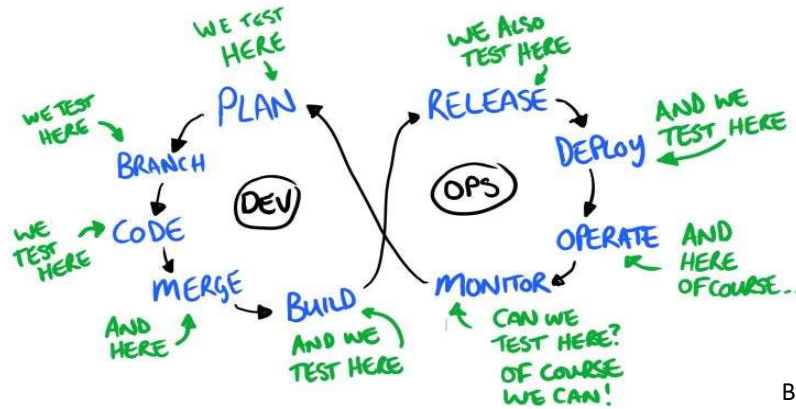 WE TEST
HERE
PLAN
WE TEST
HERE
BRANCH
WE
TEST
HERE
CODE
AND
HERE
MERGE
BUILD
AND WE
TEST HERE
DEV
WE ALSO
TEST HERE
RELEASE
AND WE
TEST HERE
DEPLOY
OPS
OPERATE
AND
HERE
OF COURSE...
MONITOR
CAN WE
TEST HERE?
OF COURSE
WE CAN!
B